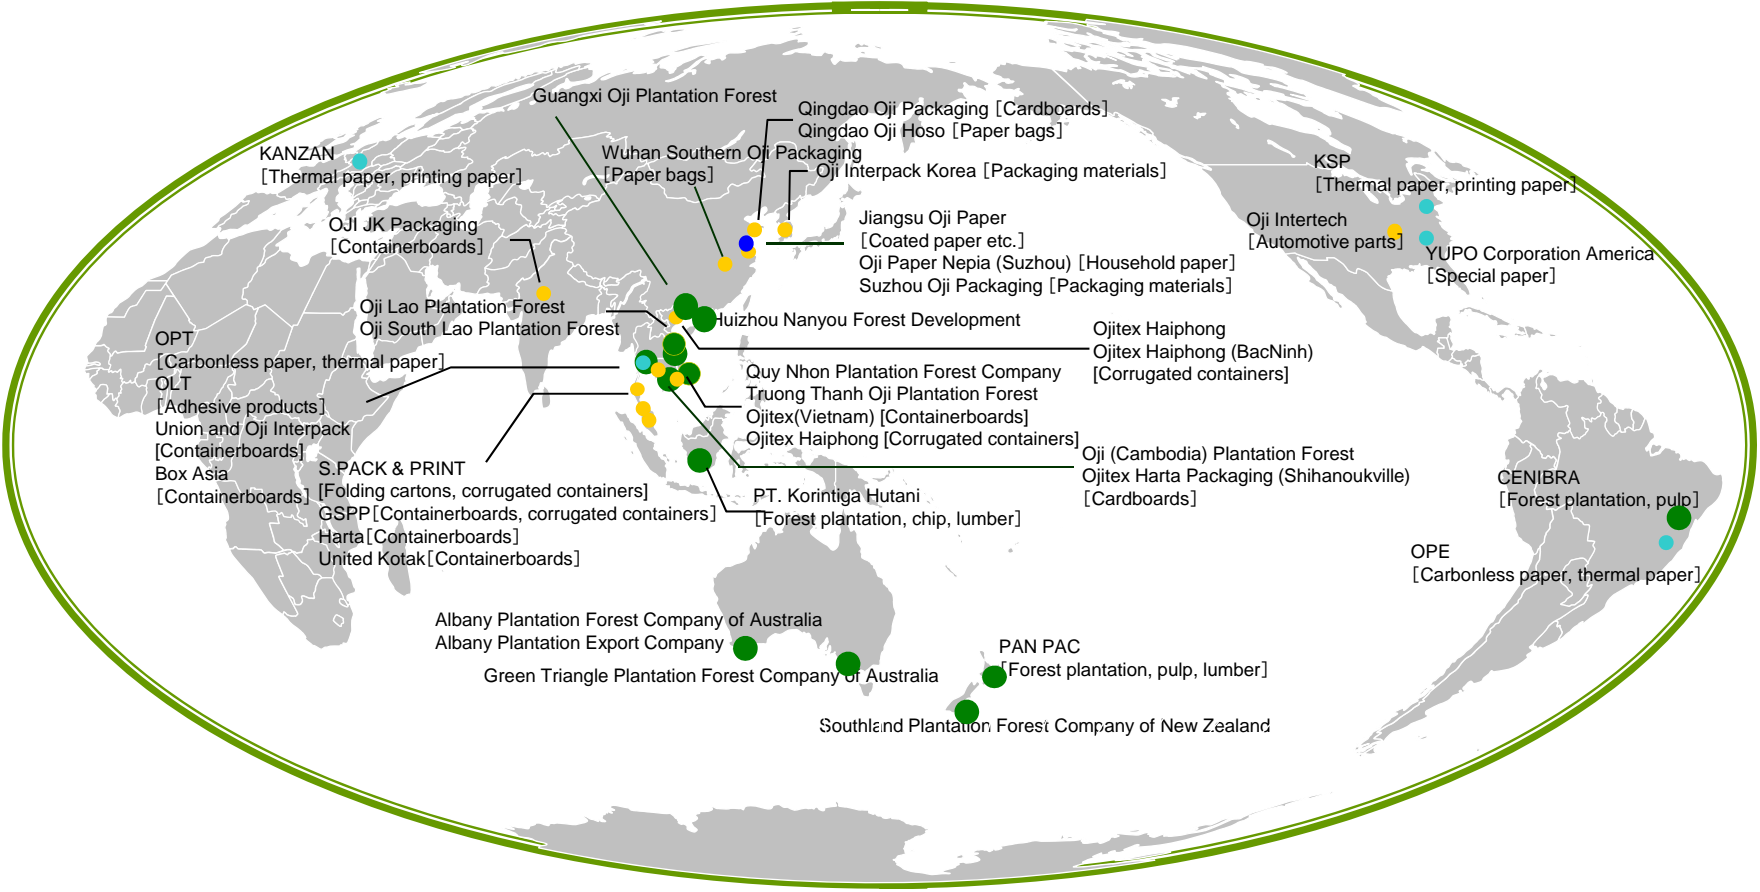 Guangxi Oji Plantation Forest
Qingdao Oji Packaging [Cardboards]
Qingdao Oji Hoso [Paper bags]
KANZAN
[Thermal paper, printing paper]
Wuhan Southern Oji Packaging
[Paper bags]
Oji Interpack Korea [Packaging materials]
KSP
[Thermal paper, printing paper]
OJI JK Packaging
[Containerboards]
Jiangsu Oji Paper
[Coated paper etc.]
Oji Paper Nepia (Suzhou) [Household paper]
Suzhou Oji Packaging [Packaging materials]
Oji Intertech
[Automotive parts]
YUPO Corporation America
[Special paper]
Oji Lao Plantation Forest
Oji South Lao Plantation Forest
Huizhou Nanyou Forest Development
Ojitex Haiphong
Ojitex Haiphong (BacNinh)
[Corrugated containers]
OPT
[Carbonless paper, thermal paper]
OLT
[Adhesive products]
Union and Oji Interpack
[Containerboards]
Box Asia
[Containerboards]
Quy Nhon Plantation Forest Company
Truong Thanh Oji Plantation Forest
Ojitex(Vietnam) [Containerboards]
Ojitex Haiphong [Corrugated containers]
S.PACK & PRINT
[Folding cartons, corrugated containers]
GSPP[Containerboards, corrugated containers]
Harta[Containerboards]
United Kotak[Containerboards]
Oji (Cambodia) Plantation Forest
Ojitex Harta Packaging (Shihanoukville)
[Cardboards]
PT. Korintiga Hutani
[Forest plantation, chip, lumber]
CENIBRA
[Forest plantation, pulp]
OPE
[Carbonless paper, thermal paper]
Albany Plantation Forest Company of Australia
Albany Plantation Export Company
Green Triangle Plantation Forest Company of Australia
PAN PAC
[Forest plantation, pulp, lumber]
Southland Plantation Forest Company of New Zealand